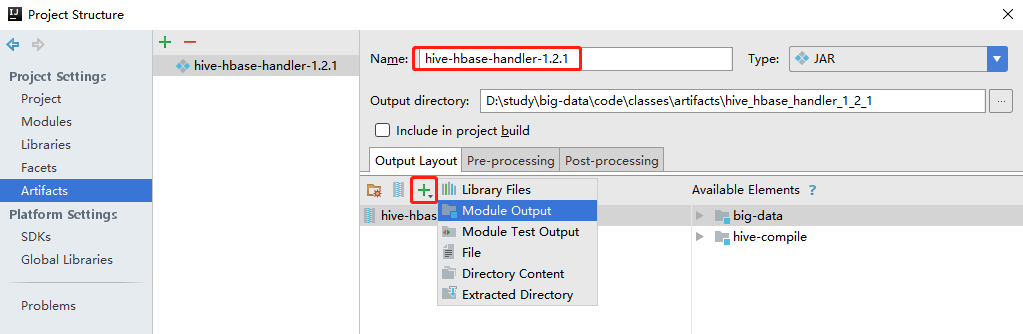 Project Structure
Project Settings
Project
Modules
Libraries
Facets
Artifacts
Platform Settings
SDKs
Global Libraries
Problems
hive-hbase-handler-1.2.1
Name: hive-hbase-handler-1.2.1 Type: JAR
Output directory: D:\study\big-data\code\classes\artifacts\hive_hbase_handler_1_2_1 ...
Include in project build
Output Layout Pre-processing Post-processing
hive-hbas
Library Files
Module Output
Module Test Output
File
Directory Content
Extracted Directory
Available Elements ?
big-data
hive-compile